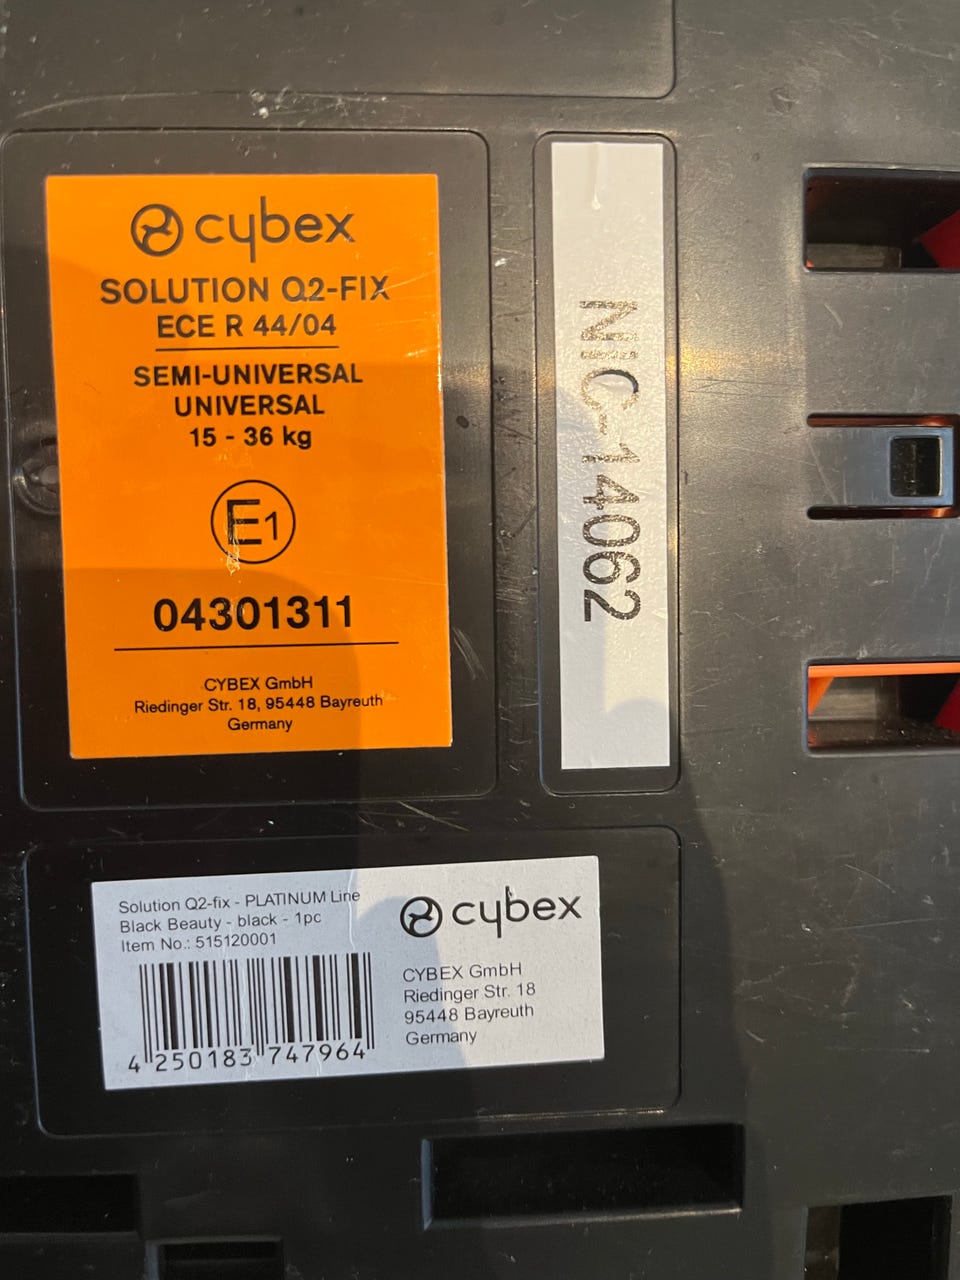 cybex
SOLUTION Q2-FIX
ECE R 44/04
SEMI-UNIVERSAL
UNIVERSAL
15 - 36 kg
E1
04301311
CYBEX GmbH
Riedinger Str. 18, 95448 Bayreuth
Germany
NIC-14062
Solution Q2-fix - PLATINUM Line
Black Beauty - black - 1pc
Item No.: 515120001
4 250183 747964
cybex
CYBEX GmbH
Riedinger Str. 18
95448 Bayreuth
Germany